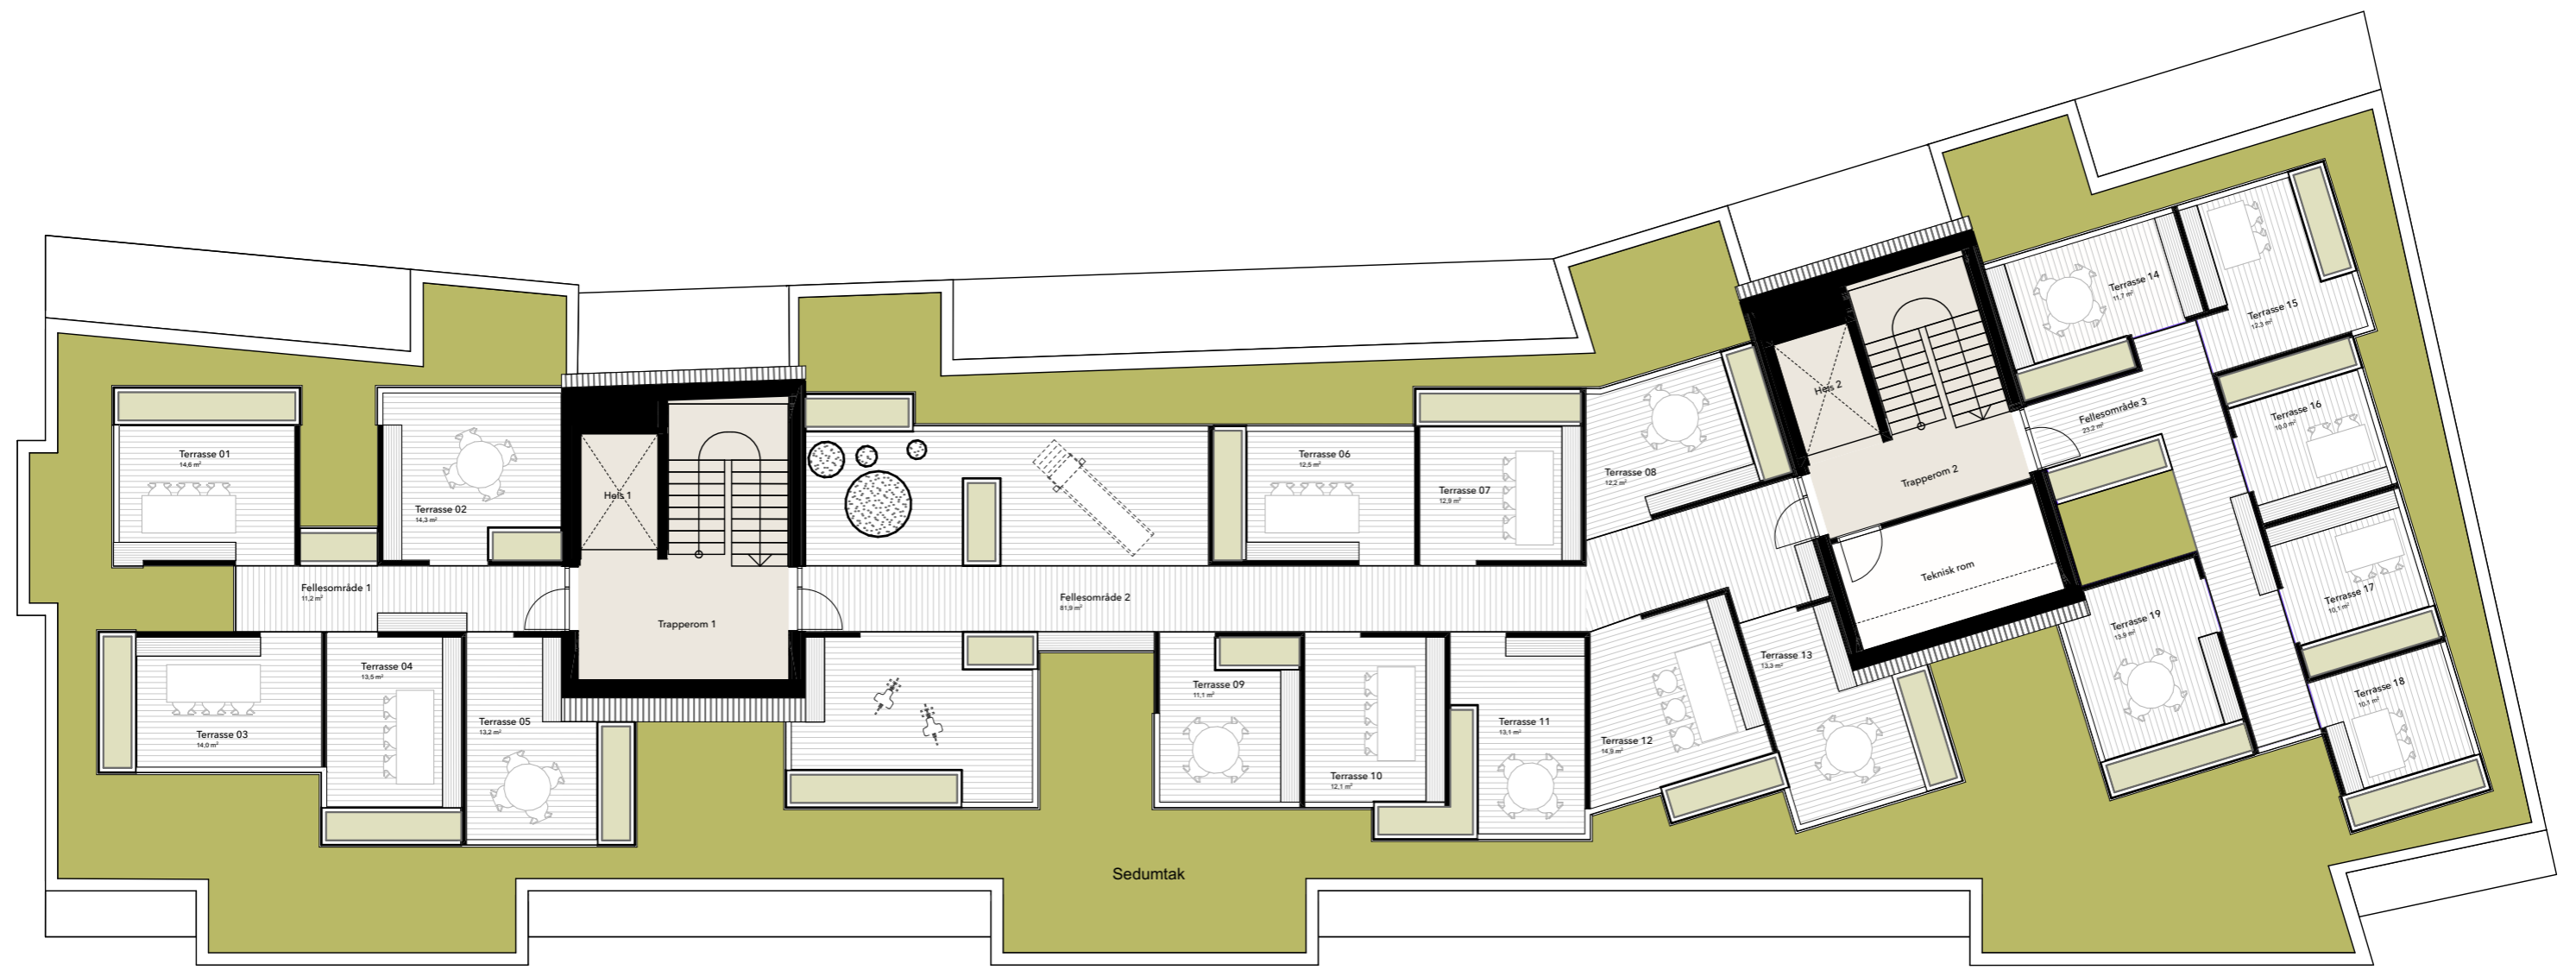 Terrasse 01
14,6 m²
Terrasse 02
14,3 m²
Hels 1
Terrasse 06
12,5 m²
Terrasse 07
12,9 m²
Terrasse 08
12,2 m²
Heis 2
Terrasse 14
11,7 m²
Terrasse 15
12,3 m²
Terrasse 16
10,0 m²
Fellesområde 3
23,2 m²
Trapperom 2
Teknisk rom
Terrasse 17
10,1 m²
Terrasse 18
10,1 m²
Terrasse 19
13,9 m²
Fellesområde 1
11,2 m²
Trapperom 1
Fellesområde 2
81,9 m²
Terrasse 03
14,0 m²
Terrasse 04
13,5 m²
Terrasse 05
13,2 m²
Terrasse 09
11,1 m²
Terrasse 10
12,1 m²
Terrasse 11
13,1 m²
Terrasse 12
14,9 m²
Terrasse 13
13,3 m²
Sedumtak